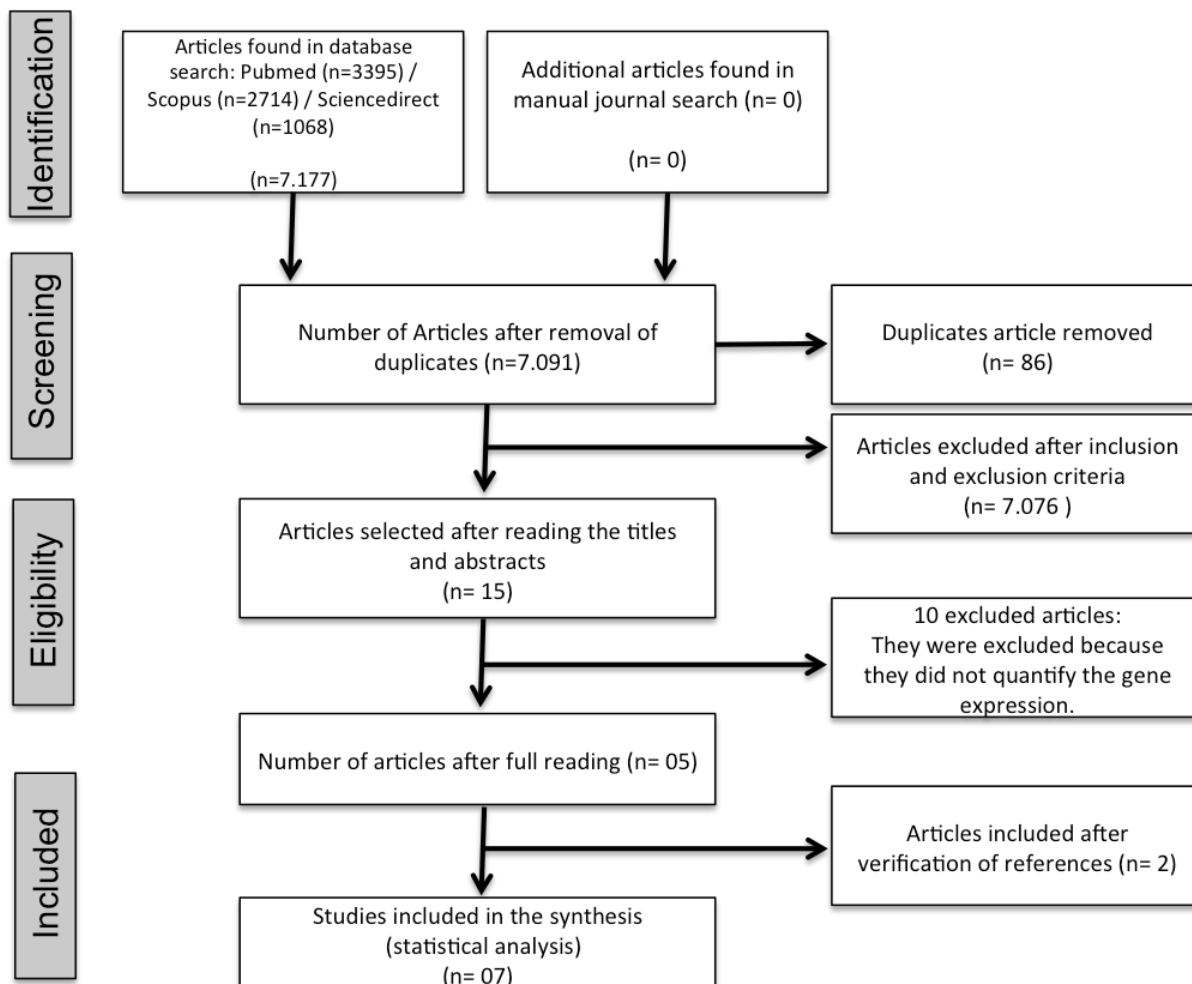 Identification
Articles found in database
search: Pubmed (n=3395) /
Scopus (n=2714) / Sciencedirect
(n=1068)
(n=7.177)
Additional articles found in
manual journal search (n= 0)
(n= 0)
Screening
Number of Articles after removal of
duplicates (n=7.091)
Duplicates article removed
(n= 86)
Articles excluded after inclusion
and exclusion criteria
(n= 7.076 )
Eligibility
Articles selected after reading the titles
and abstracts
(n= 15)
10 excluded articles:
They were excluded because
they did not quantify the gene
expression.
Number of articles after full reading (n= 05)
Included
Articles included after
verification of references (n= 2)
Studies included in the synthesis
(statistical analysis)
(n= 07)